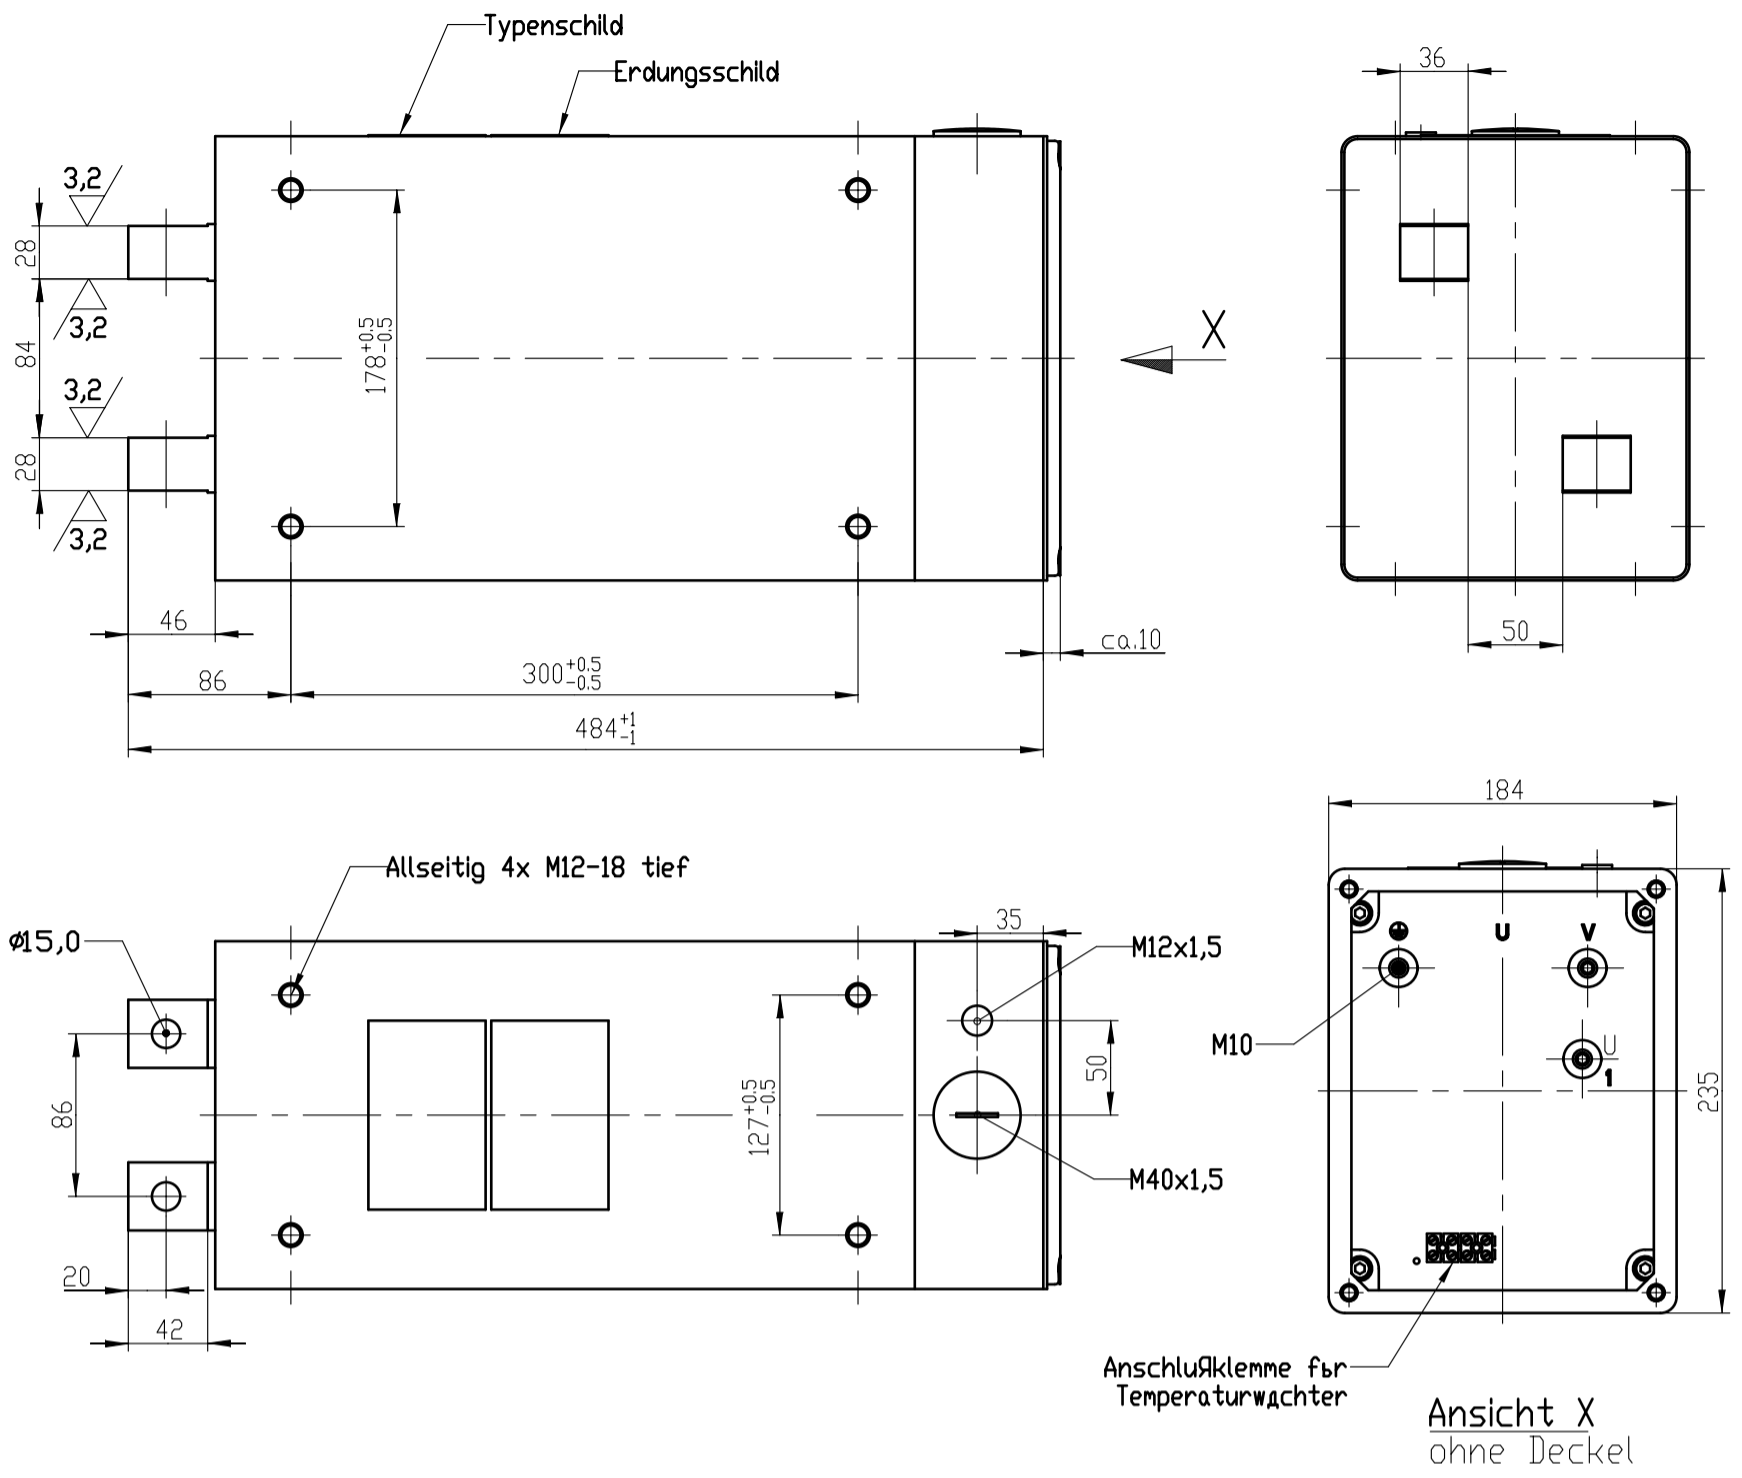 Typenschild
Erdungsschild
36
3,2
28
3,2
84
3,2
28
3,2
178 +0.5 -0.5
X
46
86
300 +0.5 -0.5
484 +1 -1
ca.10
50
184
Allseitig 4x M12-18 tief
ø15,0
35
M12x1,5
86
127 +0.5 -0.5
50
M40x1,5
20
42
U
V
M10
U
1
235
AnschluЯklemme fьr
Temperaturwдchter
Ansicht X
ohne Deckel